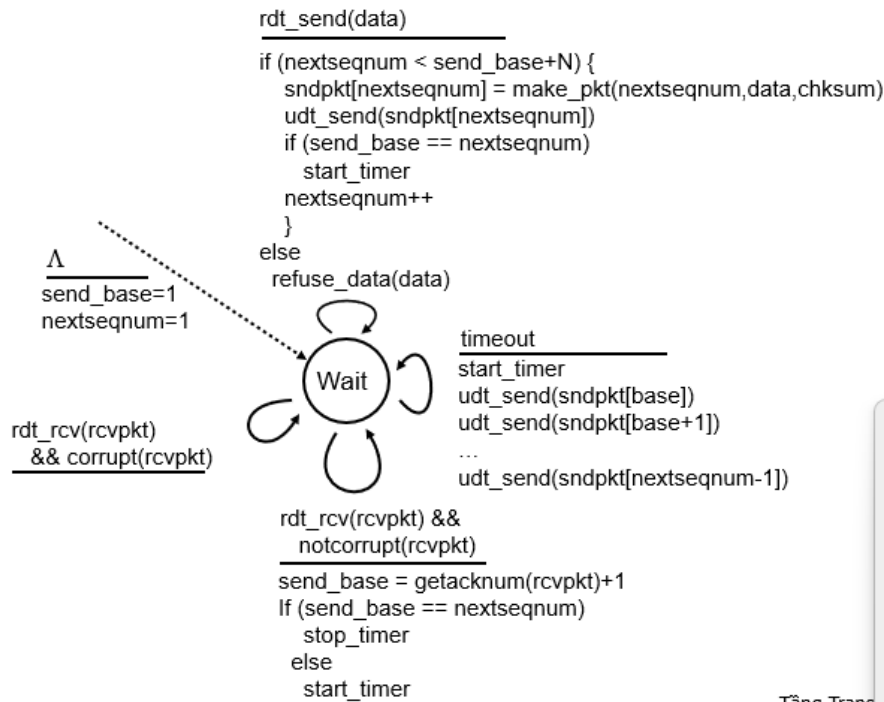 rdt_send(data)
if (nextseqnum < send_base+N) {
sndpkt[nextseqnum] = make_pkt(nextseqnum,data,chksum)
udt_send(sndpkt[nextseqnum])
if (send_base == nextseqnum)
start_timer
nextseqnum++
}
else
refuse_data(data)
Λ
send_base=1
nextseqnum=1
Wait
timeout
start_timer
udt_send(sndpkt[base])
udt_send(sndpkt[base+1])
...
udt_send(sndpkt[nextseqnum-1])
rdt_rcv(rcvpkt)
&& corrupt(rcvpkt)
rdt_rcv(rcvpkt) &&
notcorrupt(rcvpkt)
send_base = getacknum(rcvpkt)+1
If (send_base == nextseqnum)
stop_timer
else
start_timer